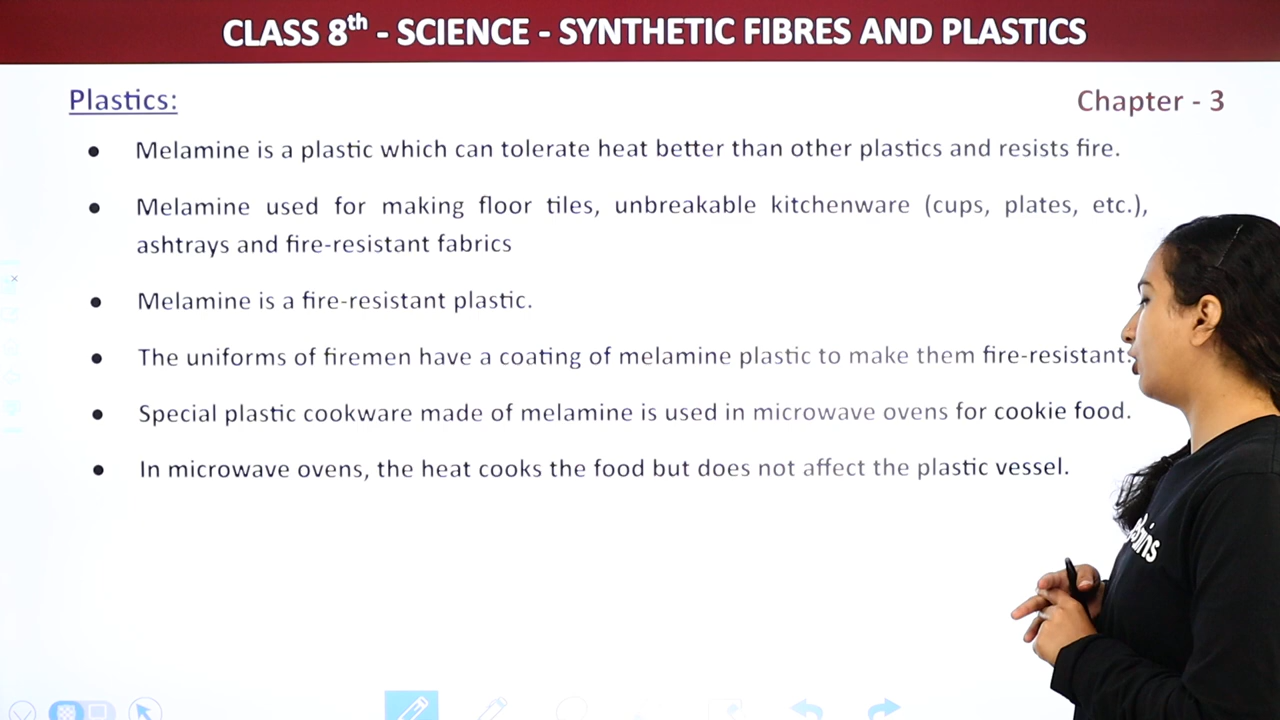 CLASS 8th - SCIENCE - SYNTHETIC FIBRES AND PLASTICS
Plastics:
Chapter - 3
● Melamine is a plastic which can tolerate heat better than other plastics and resists fire.
● Melamine used for making floor tiles, unbreakable kitchenware (cups, plates, etc.),
ashtrays and fire-resistant fabrics
● Melamine is a fire-resistant plastic.
● The uniforms of firemen have a coating of melamine plastic to make them fire-resistant.
● Special plastic cookware made of melamine is used in microwave ovens for cookie food.
● In microwave ovens, the heat cooks the food but does not affect the plastic vessel.